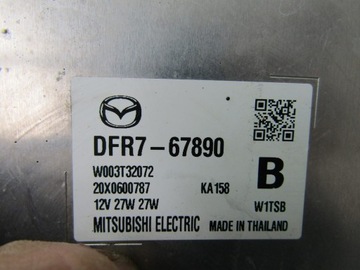 DFR7-67890
W003T32072
20X0600787 KA158
B
12V 27W 27W W1TSB
MITSUBISHI ELECTRIC MADE IN THAILAND